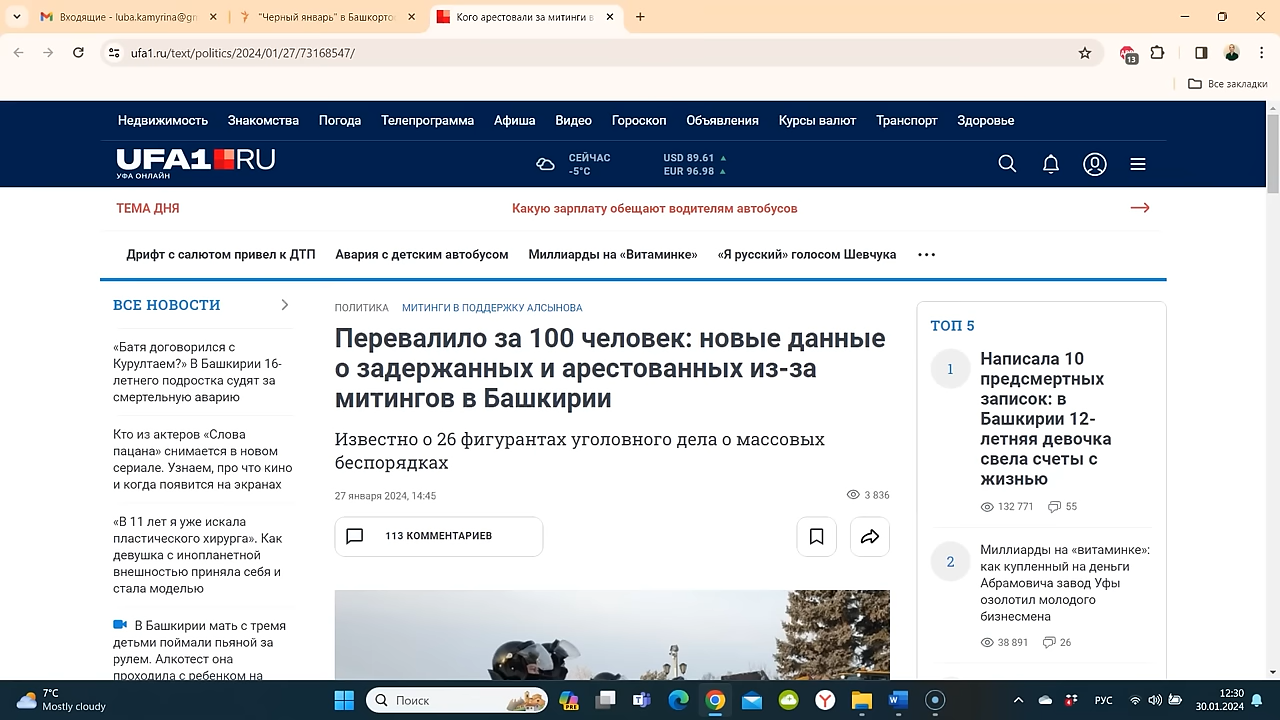 Входящие - luba.kamyrina@gm
"Черный январь" в Башкорто
Кого арестовали за митинги в
ufa1.ru/text/politics/2024/01/27/73168547/
13
Все закладки
Недвижимость Знакомства Погода Телепрограмма Афиша Видео Гороскоп Объявления Курсы валют Транспорт Здоровье
UFA1 RU
УФА ОНЛАЙН
СЕЙЧАС
-5°C
USD 89.61
EUR 96.98
ТЕМА ДНЯ
Какую зарплату обещают водителям автобусов
Дрифт с салютом привел к ДТП Авария с детским автобусом Миллиарды на «Витаминке» «Я русский» голосом Шевчука
ВСЕ НОВОСТИ
«Батя договорился с
Курултаем?» В Башкирии 16-
летнего подростка судят за
смертельную аварию
Кто из актеров «Слова
пацана» снимается в новом
сериале. Узнаем, про что кино
и когда появится на экранах
«В 11 лет я уже искала
пластического хирурга». Как
девушка с инопланетной
внешностью приняла себя и
стала моделью
В Башкирии мать с тремя
детьми поймали пьяной за
рулем. Алкотест она
проходила с ребенком на
ПОЛИТИКА МИТИНГИ В ПОДДЕРЖКУ АЛСЫНОВА
Перевалило за 100 человек: новые данные
о задержанных и арестованных из-за
митингов в Башкирии
Известно о 26 фигурантах уголовного дела о массовых
беспорядках
27 января 2024, 14:45
3 836
113 КОММЕНТАРИЕВ
ТОП 5
1
Написала 10
предсмертных
записок: в
Башкирии 12-
летняя девочка
свела счеты с
жизнью
132 771 55
2
Миллиарды на «витаминке»:
как купленный на деньги
Абрамовича завод Уфы
озолотил молодого
бизнесмена
38 891 26
7°C
Mostly cloudy
Поиск
РУС
12:30
30.01.2024